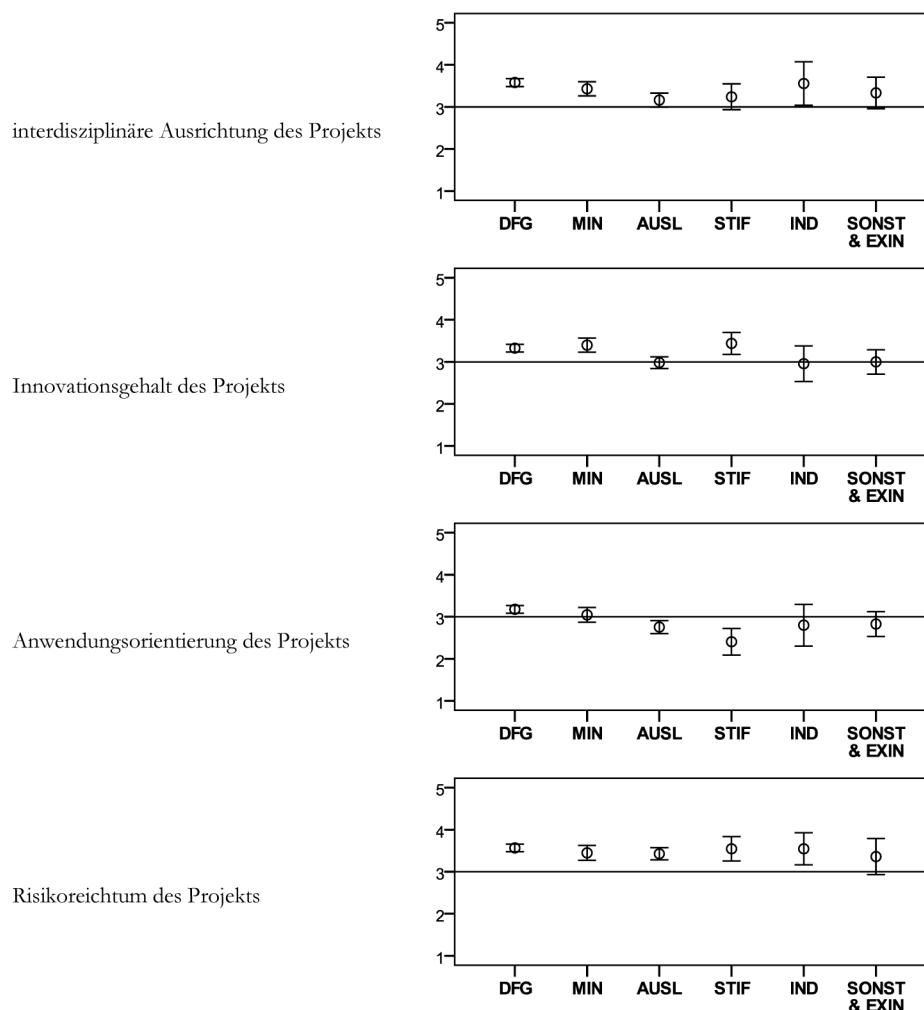 5
4
3
2
1
interdisziplinäre Ausrichtung des Projekts
DFG MIN AUSL STIF IND SONST
& EXIN
5
4
3
2
1
Innovationsgehalt des Projekts
DFG MIN AUSL STIF IND SONST
& EXIN
5
4
3
2
1
Anwendungsorientierung des Projekts
DFG MIN AUSL STIF IND SONST
& EXIN
5
4
3
2
1
Risikoreichtum des Projekts
DFG MIN AUSL STIF IND SONST
& EXIN